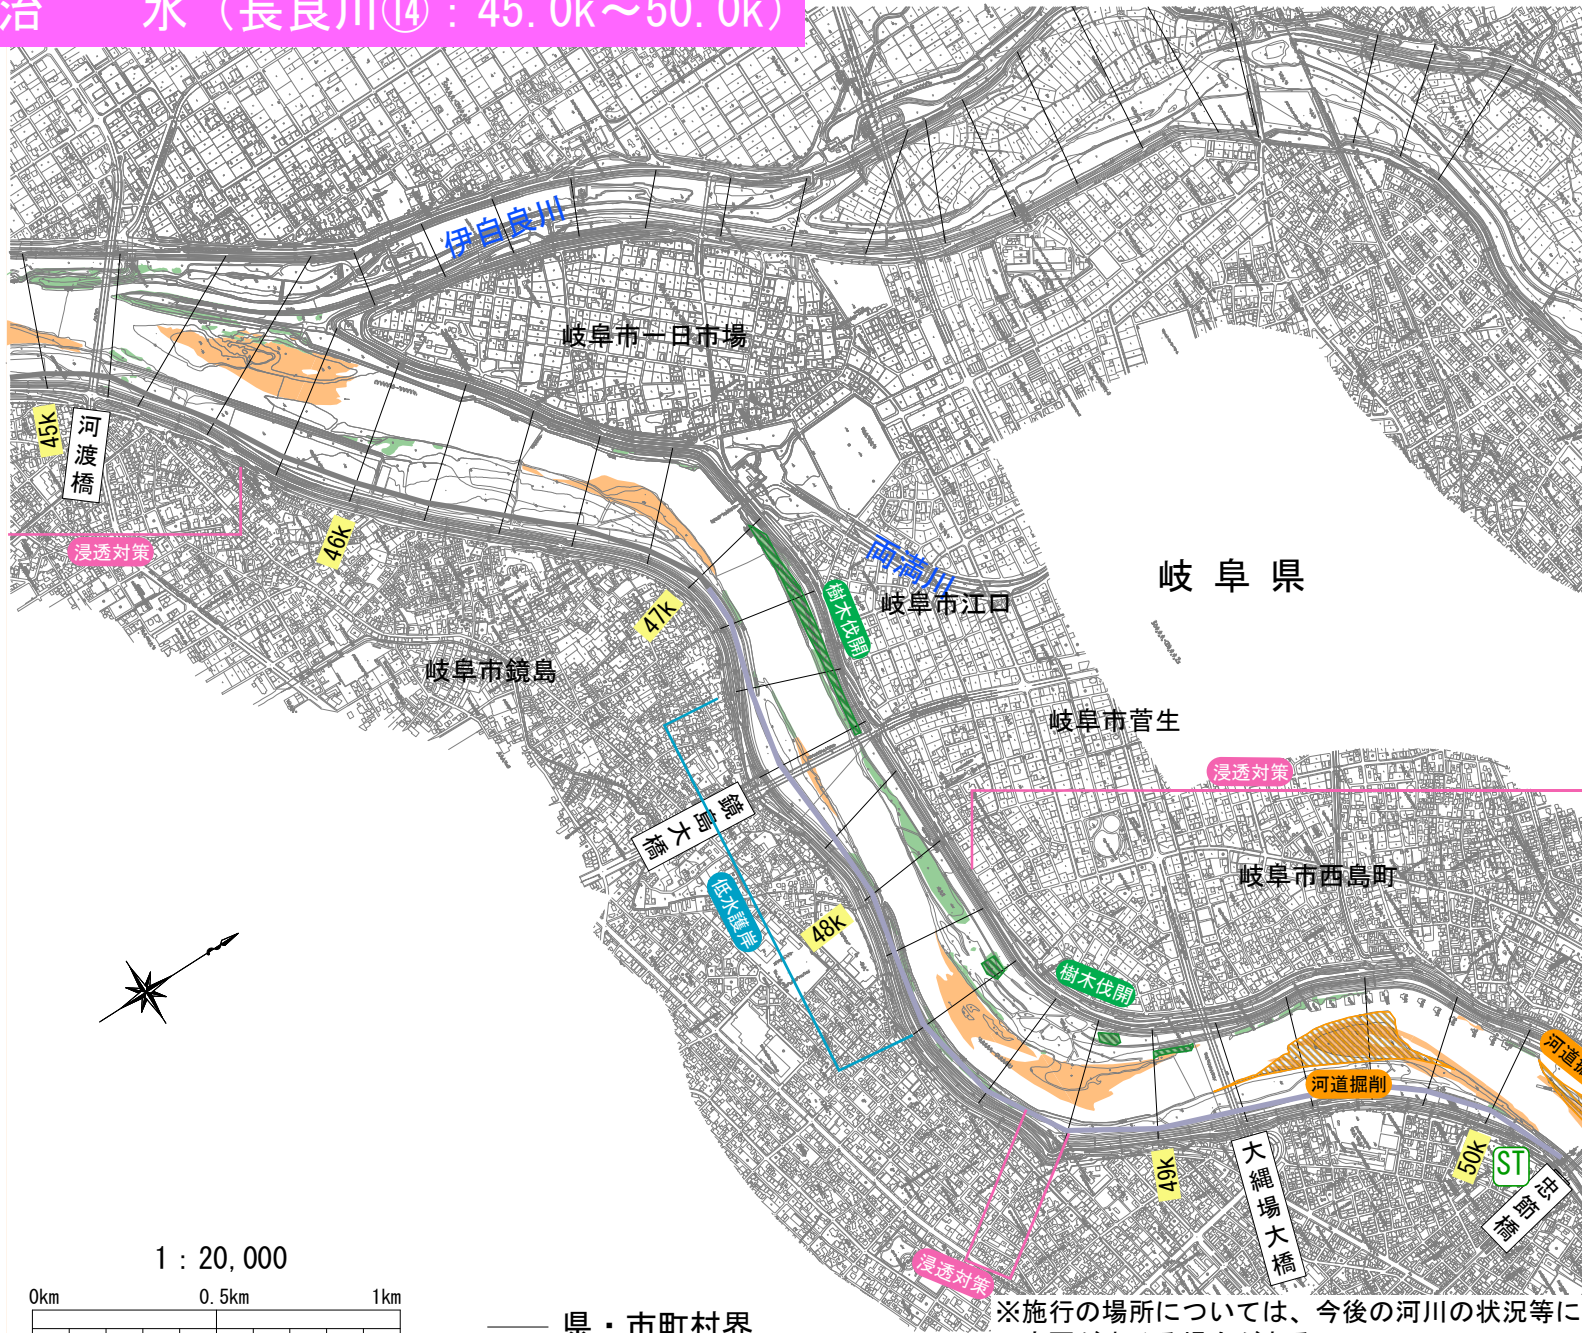 治　水（長良川⑭：45.0k～50.0k）
伊自良川
岐阜市一日市場
45k
河渡橋
浸透対策
46k
47k
両満川
岐阜市江口
樹木伐開
岐阜県
岐阜市鏡島
岐阜市菅生
浸透対策
鏡島大橋
低水護岸
48k
岐阜市西島町
樹木伐開
河道掘
河道掘削
49k
大縄場大橋
50k
ST
忠節橋
浸透対策
1：20,000
0km 0.5km 1km
県・市町村界
※施行の場所については、今後の河川の状況等に